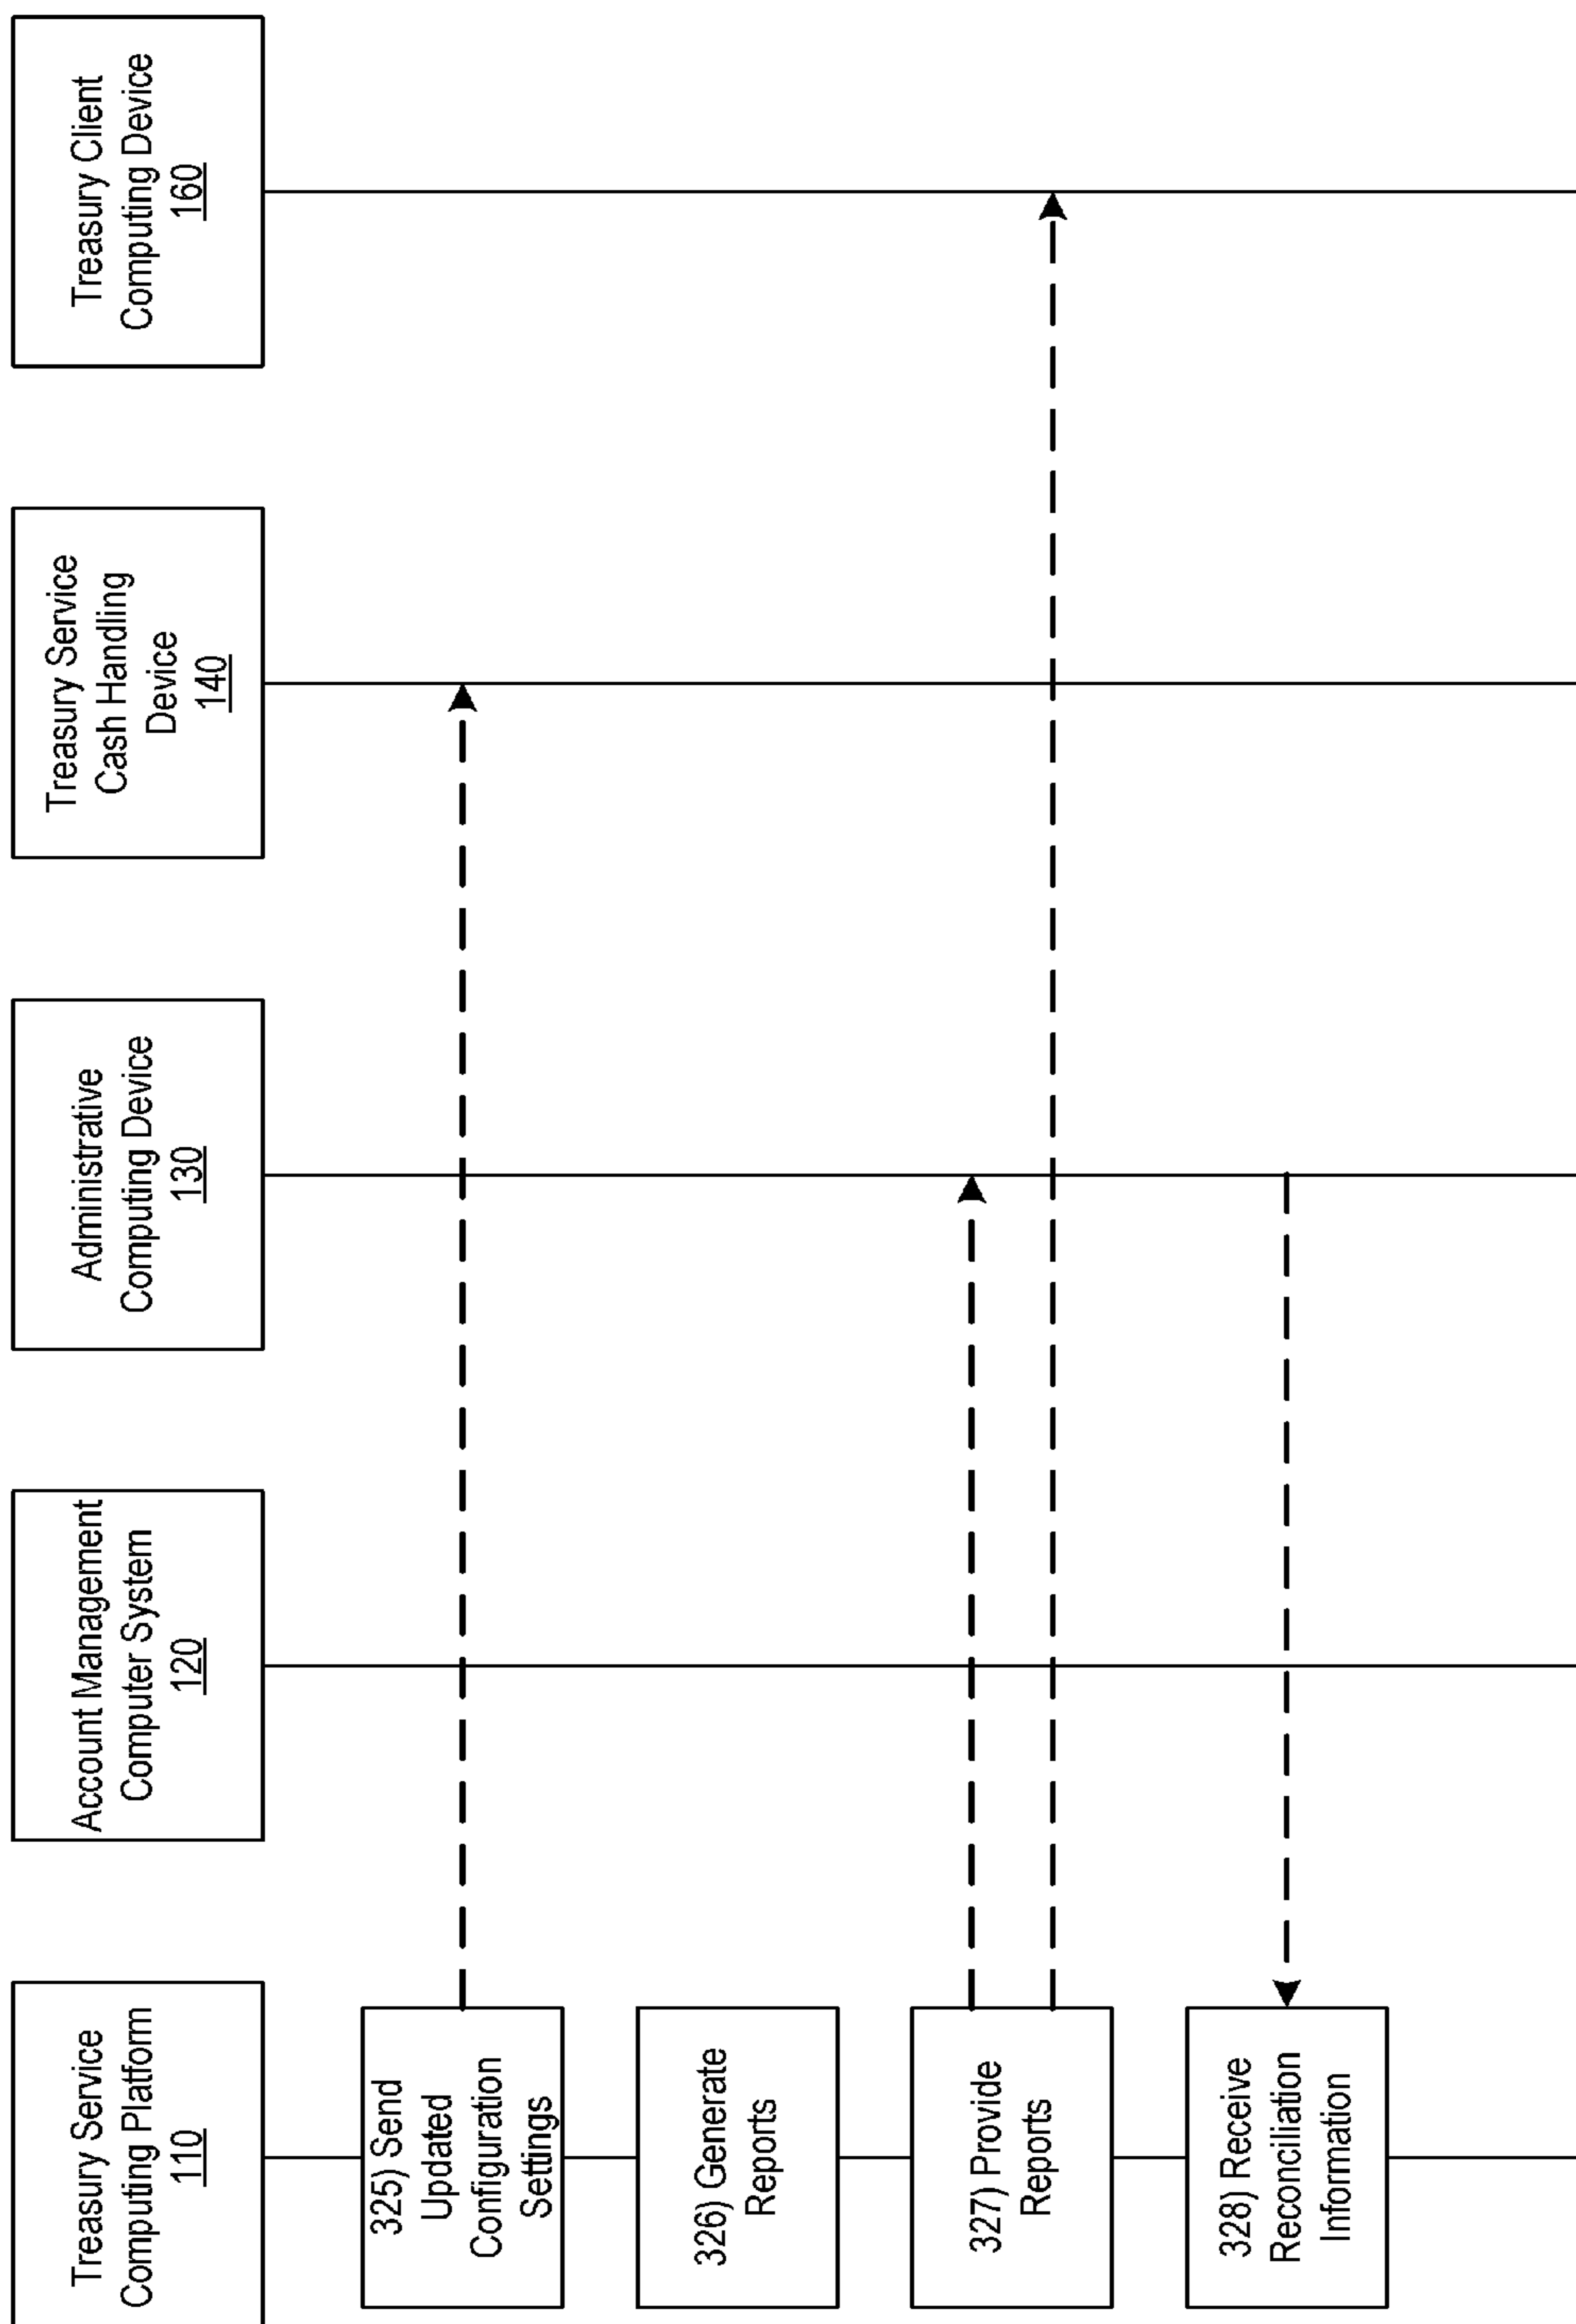 Treasury Service
Computing Platform
110
Account Management
Computer System
120
Administrative
Computing Device
130
Treasury Service
Cash Handling
Device
140
Treasury Client
Computing Device
160
325) Send
Updated
Configuration
Settings
326) Generate
Reports
327) Provide
Reports
328) Receive
Reconciliation
Information